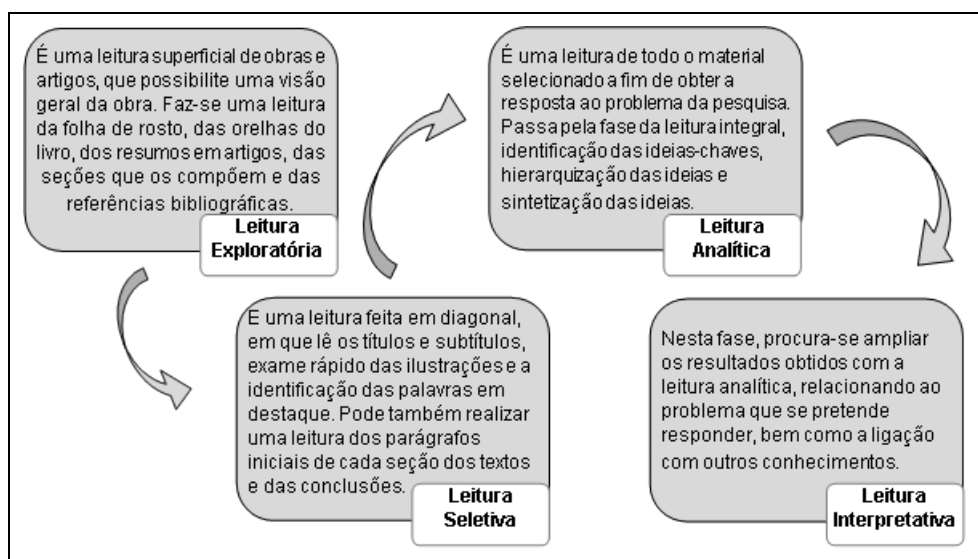 É uma leitura superficial de obras e
artigos, que possibilite uma visão
geral da obra. Faz-se uma leitura
da folha de rosto, das orelhas do
livro, dos resumos em artigos, das
seções que os compõem e das
referências bibliográficas.
Leitura
Exploratória
E uma leitura feita em diagonal,
em que lê os títulos e subtítulos,
exame rápido das ilustrações e a
identificação das palavras em
destaque. Pode também realizar
uma leitura dos parágrafos
iniciais de cada seção dos textos
e das conclusões.
Leitura
Seletiva
É uma leitura de todo o material
selecionado a fim de obter a
resposta ao problema da pesquisa.
Passa pela fase da leitura integral,
identificação das ideias-chaves,
hierarquização das ideias e
sintetização das ideias.
Leitura
Analítica
Nesta fase, procura-se ampliar
os resultados obtidos com a
leitura analítica, relacionando ao
problema que se pretende
responder, bem como a ligação
com outros conhecimentos.
Leitura
Interpretativa